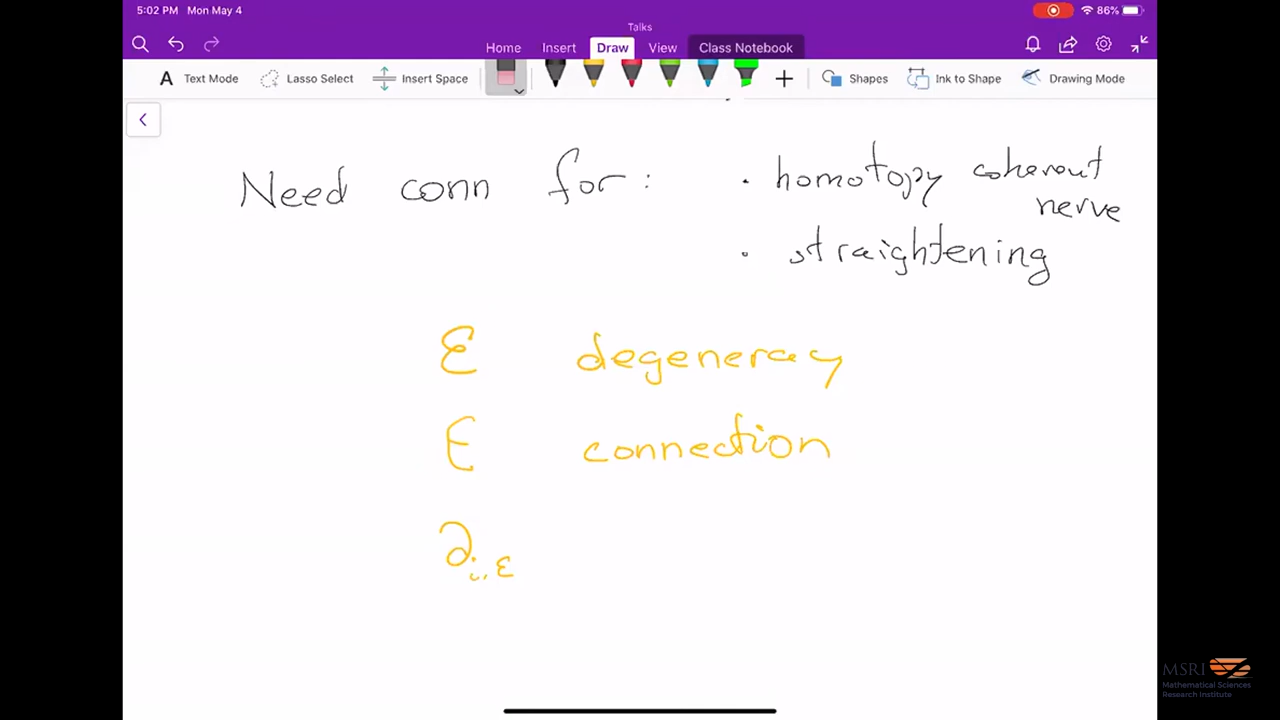 5:02 PM Mon May 4
86%
Talks
Home Insert Draw View Class Notebook
Text Mode Lasso Select Insert Space Shapes Ink to Shape Drawing Mode
Need conn for: · homotopy coherent
nerve
· straightening
ε degeneracy
E connection
∂i,ε
MSRI
Mathematical Sciences
Research Institute